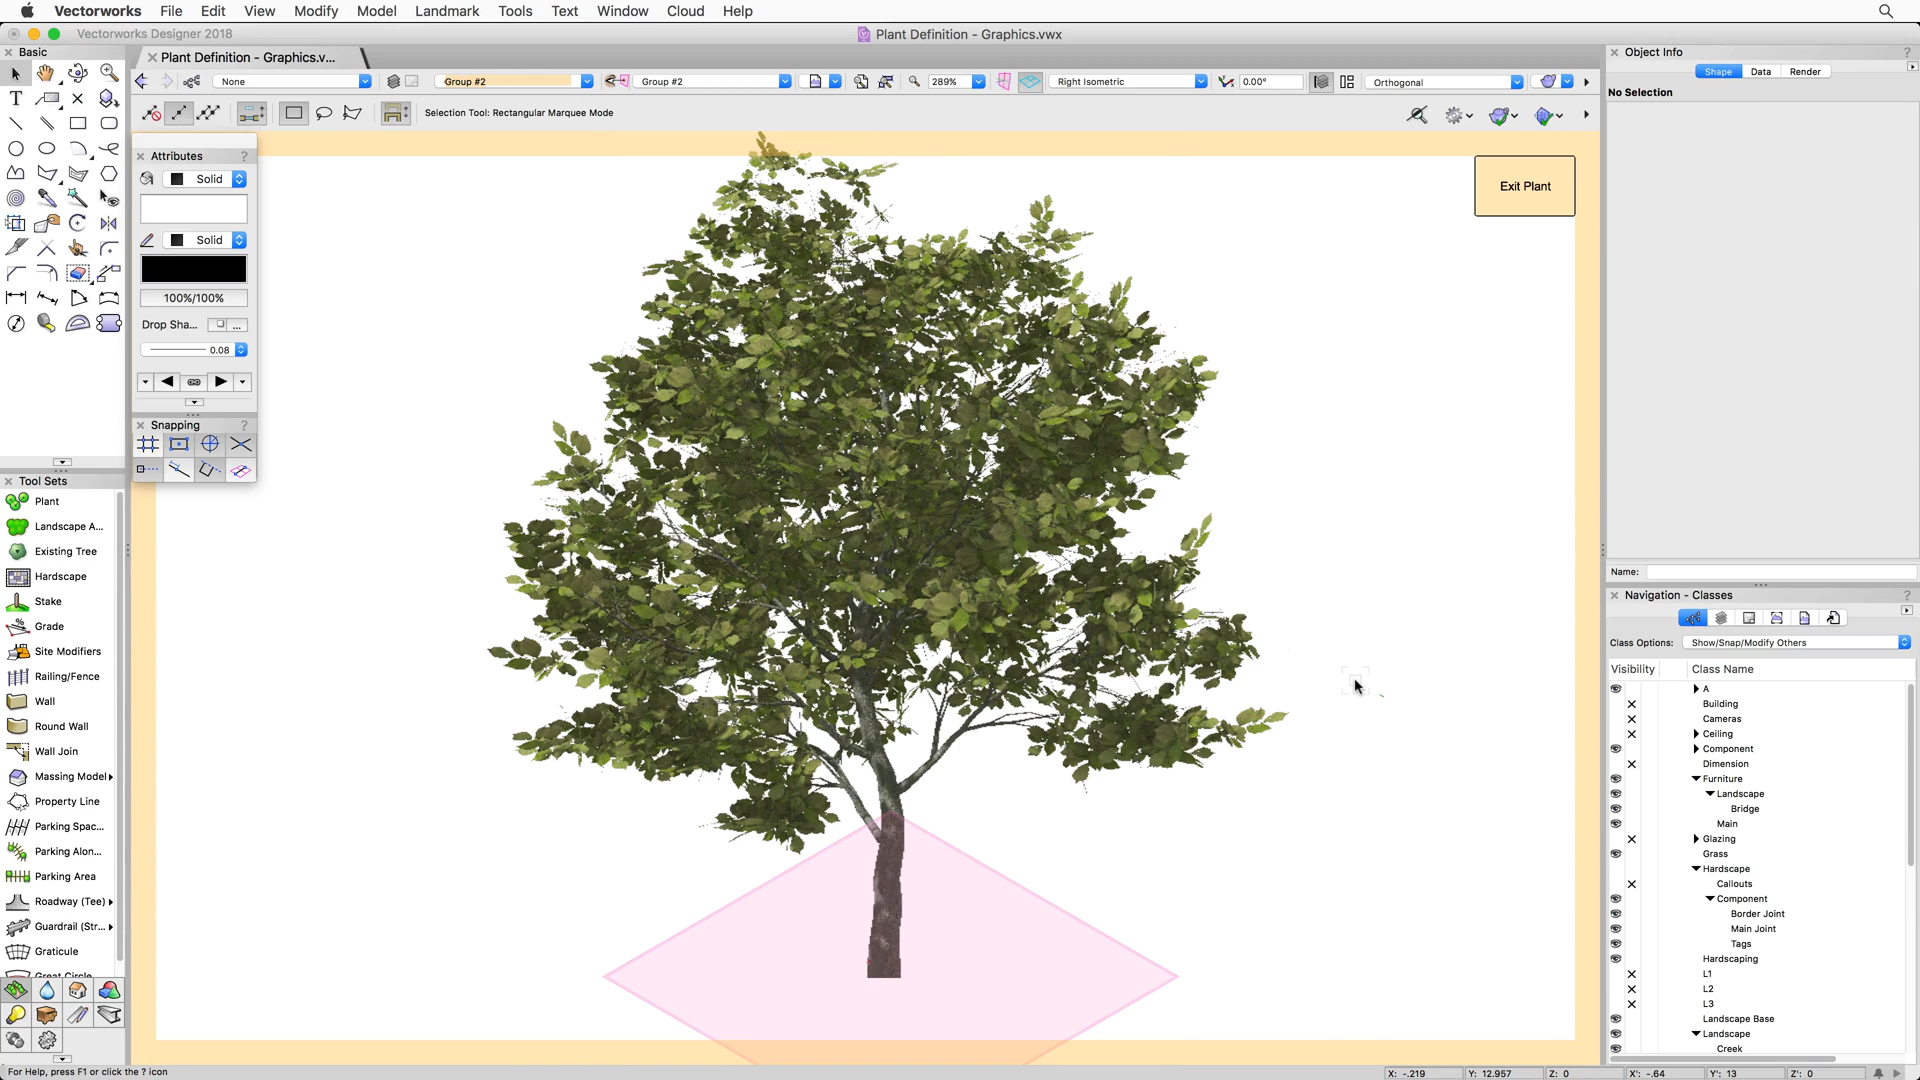 Vectorworks File Edit View Modify Model Landmark Tools Text Window Cloud Help
Vectorworks Designer 2018
Plant Definition - Graphics.vwx
Basic
Plant Definition - Graphics.v...
None
Group #2
Group #2
289%
Right Isometric
0.00°
Orthogonal
Selection Tool: Rectangular Marquee Mode
Attributes ?
Solid
Solid
100%/100%
Drop Sha...
...
0.08
Snapping ?
Exit Plant
Tool Sets
Plant
Landscape A...
Existing Tree
Hardscape
Stake
Grade
Site Modifiers
Railing/Fence
Wall
Round Wall
Wall Join
Massing Model
Property Line
Parking Spac...
Parking Alon...
Parking Area
Roadway (Tee)
Guardrail (Str...
Graticule
Great Circle
Object Info ?
Shape Data Render
No Selection
Name:
Navigation - Classes ?
Class Options: Show/Snap/Modify Others
Visibility Class Name
A
Building
Cameras
Ceiling
Component
Dimension
Furniture
Landscape
Bridge
Main
Glazing
Grass
Hardscape
Callouts
Component
Border Joint
Main Joint
Tags
Hardscaping
L1
L2
L3
Landscape Base
Landscape
Creek
For Help, press F1 or click the ? icon
X: -.219 Y: 12.957 Z: 0 X': -.64 Y': 13 Z': 0